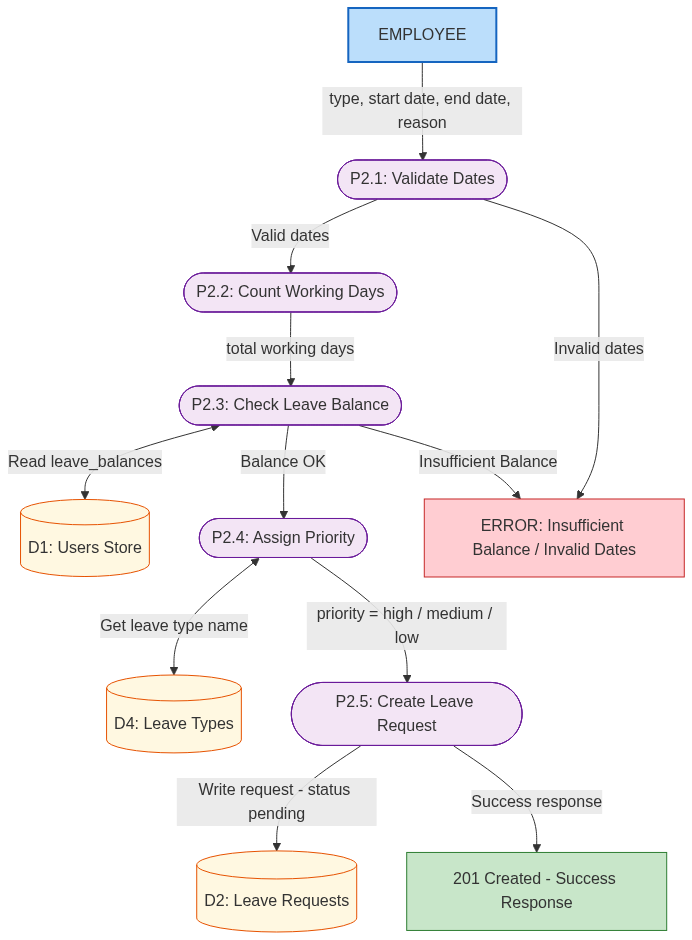 EMPLOYEE
type, start date, end date,
reason
P2.1: Validate Dates
Valid dates
P2.2: Count Working Days
total working days
Invalid dates
P2.3: Check Leave Balance
Read leave_balances
Balance OK
Insufficient Balance
D1: Users Store
P2.4: Assign Priority
ERROR: Insufficient
Balance / Invalid Dates
Get leave type name
priority = high / medium /
low
D4: Leave Types
P2.5: Create Leave
Request
Write request - status
pending
Success response
D2: Leave Requests
201 Created - Success
Response